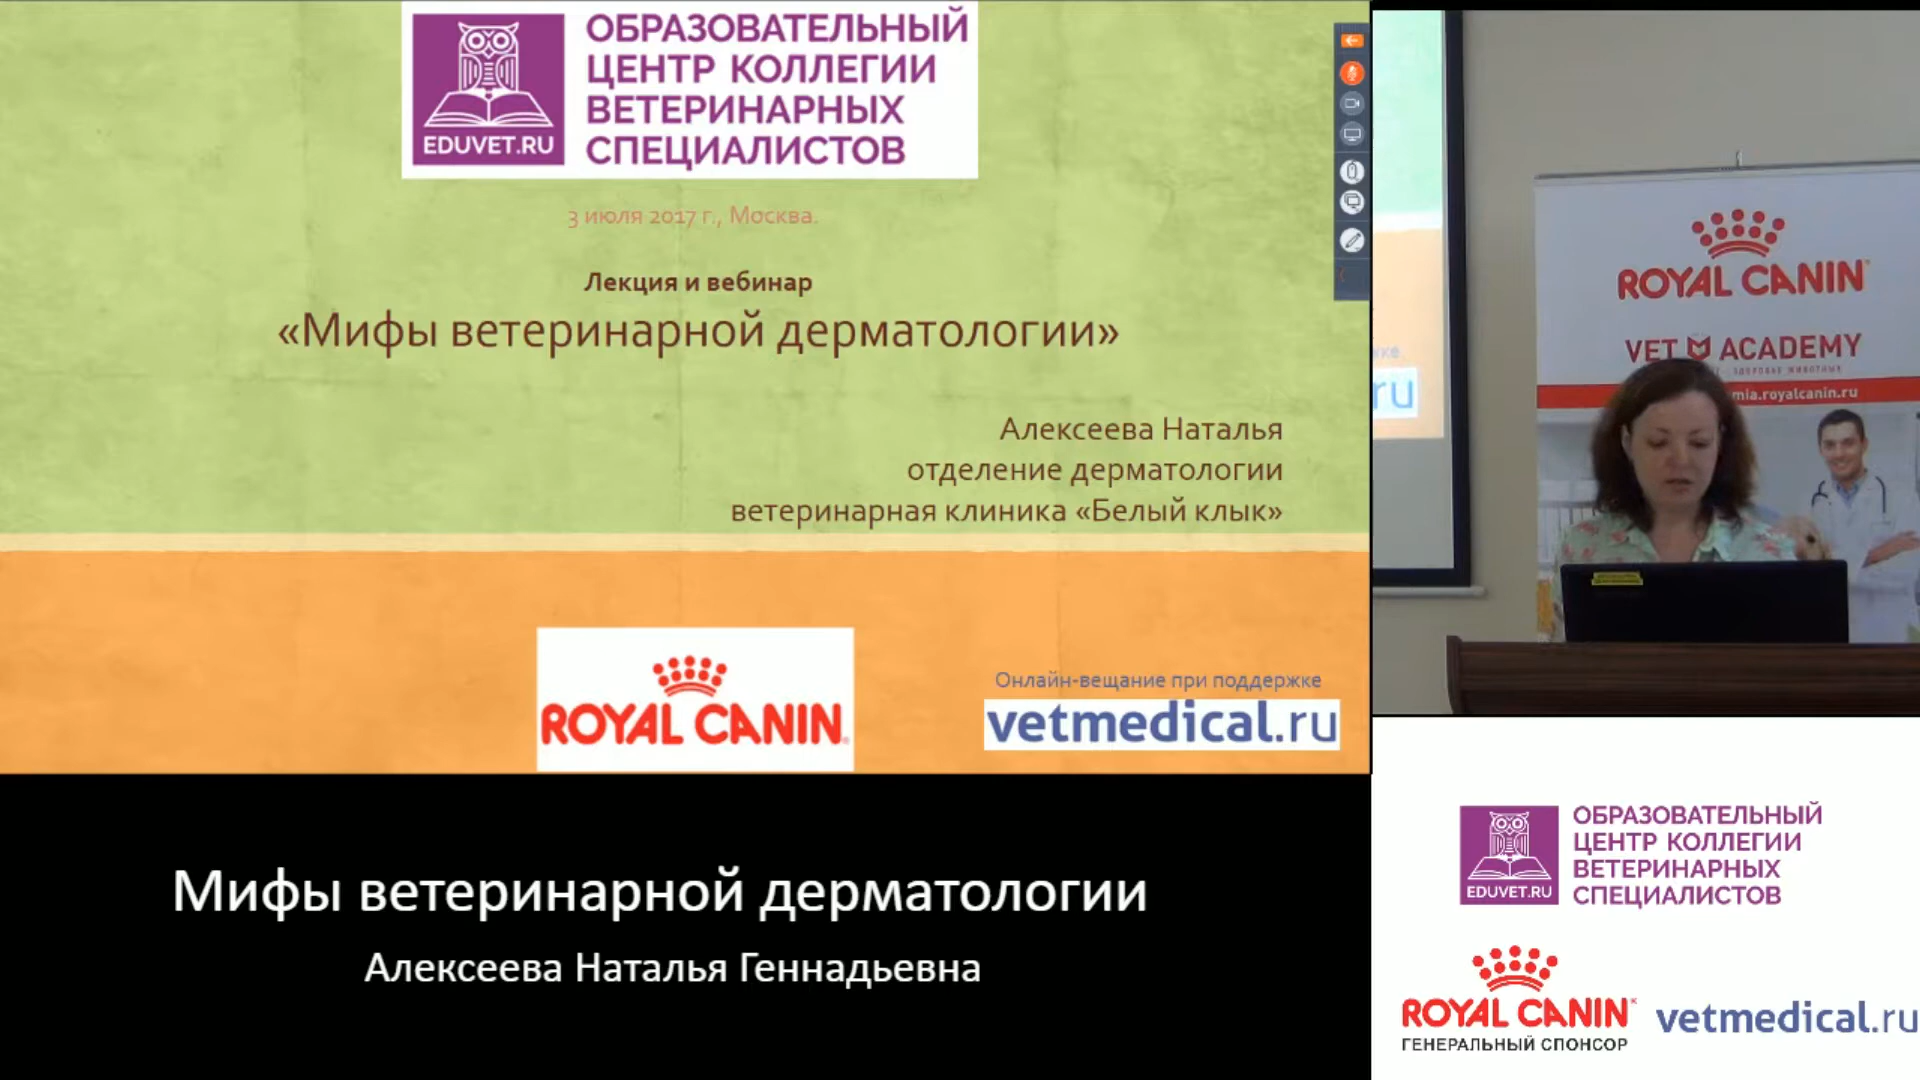 ОБРАЗОВАТЕЛЬНЫЙ
ЦЕНТР КОЛЛЕГИИ
ВЕТЕРИНАРНЫХ
СПЕЦИАЛИСТОВ
EDUVET.RU
3 июля 2017 г., Москва.
Лекция и вебинар
«Мифы ветеринарной дерматологии»
Алексеева Наталья
отделение дерматологии
ветеринарная клиника «Белый клык»
ROYAL CANIN
Онлайн-вещание при поддержке
vetmedical.ru
Мифы ветеринарной дерматологии
Алексеева Наталья Геннадьевна
ROYAL CANIN
VET ACADEMY
mia.royalcanin.ru
ru
ОБРАЗОВАТЕЛЬНЫЙ
ЦЕНТР КОЛЛЕГИИ
ВЕТЕРИНАРНЫХ
СПЕЦИАЛИСТОВ
EDUVET.RU
ROYAL CANIN
ГЕНЕРАЛЬНЫЙ СПОНСОР
vetmedical.ru